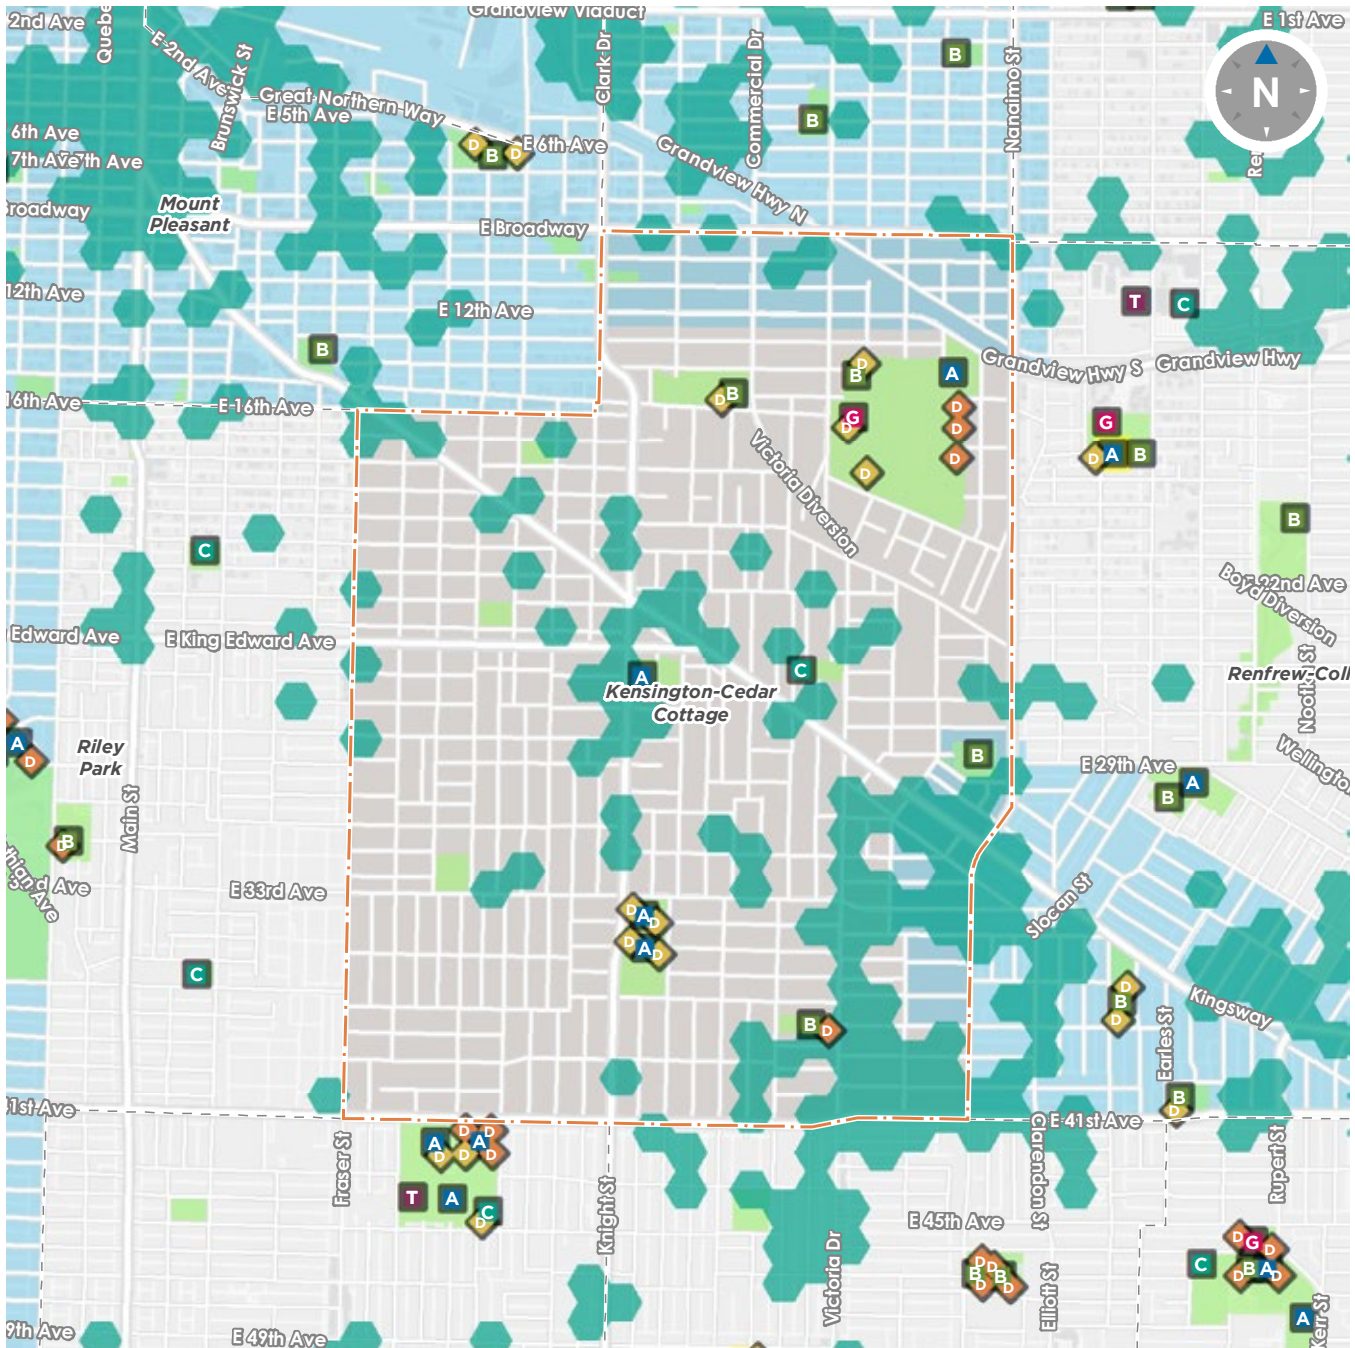 Grandview Viaduct
E 1st Ave
2nd Ave
Quebe
E 2nd Ave
Brunswick St
Clark Dr
Commercial Dr
Nanaimo St
B
N
Great Northern Way
E 5th Ave
B
6th Ave
7th Ave
7th Ave
D
B
D
E 6th Ave
Grandview Hwy N
Mount
Pleasant
Broadway
E Broadway
12th Ave
E 12th Ave
T
C
B
D
B
A
Grandview Hwy S
Grandview Hwy
16th Ave
E 16th Ave
D
B
G
D
D
D
D
D
G
D
A
B
Victoria Diversion
B
C
22nd Ave
Boyd Diversion
Edward Ave
E King Edward Ave
A
C
Kensington-Cedar
Cottage
Renfrew-Coll
Nootka St
A
D
Riley
Park
B
E 29th Ave
A
B
Wellington
Main St
D
B
33rd Ave
E 33rd Ave
D
A
D
D
A
D
Slocan St
C
D
B
D
Kingsway
B
D
Earles St
B
D
41st Ave
E 41st Ave
Fraser St
A
D
D
A
D
D
D
Clarendon St
Rupert St
T
A
C
D
Knight St
E 45th Ave
Victoria Dr
D
D
B
B
D
D
Elliott St
D
G
D
C
D
B
A
D
A
Kerr St
49th Ave
E 49th Ave